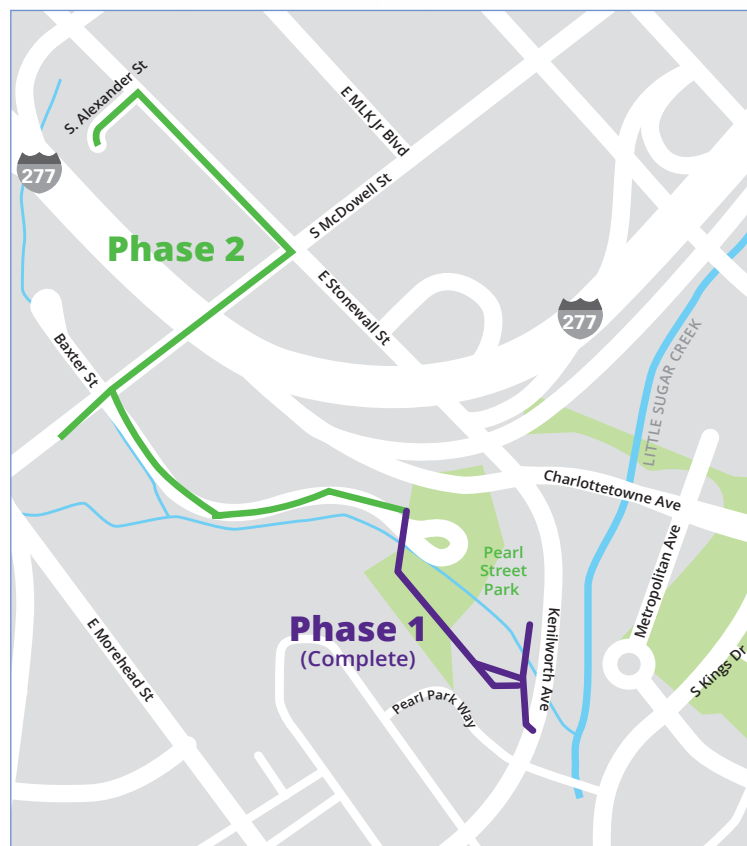 S. Alexander St
E MLK Jr Blvd
277
S McDowell St
Phase 2
E Stonewall St
277
Baxter St
LITTLE SUGAR CREEK
Charlottetowne Ave
Metropolitan Ave
Pearl
Street
Park
Phase 1
(Complete)
Kenilworth Ave
E Morehead St
Pearl Park Way
S Kings Dr